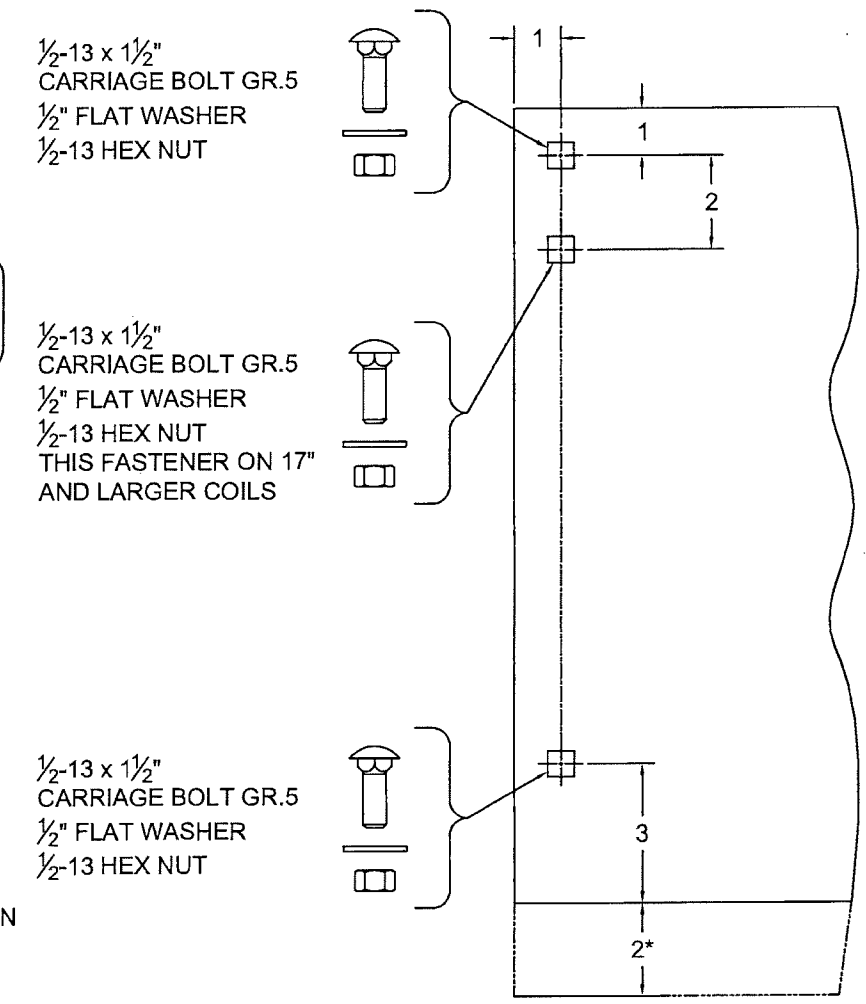 ½-13 x 1½"
CARRIAGE BOLT GR.5
½" FLAT WASHER
½-13 HEX NUT
1
1
2
½-13 x 1½"
CARRIAGE BOLT GR.5
½" FLAT WASHER
½-13 HEX NUT
THIS FASTENER ON 17"
AND LARGER COILS
½-13 x 1½"
CARRIAGE BOLT GR.5
½" FLAT WASHER
½-13 HEX NUT
3
N
2*